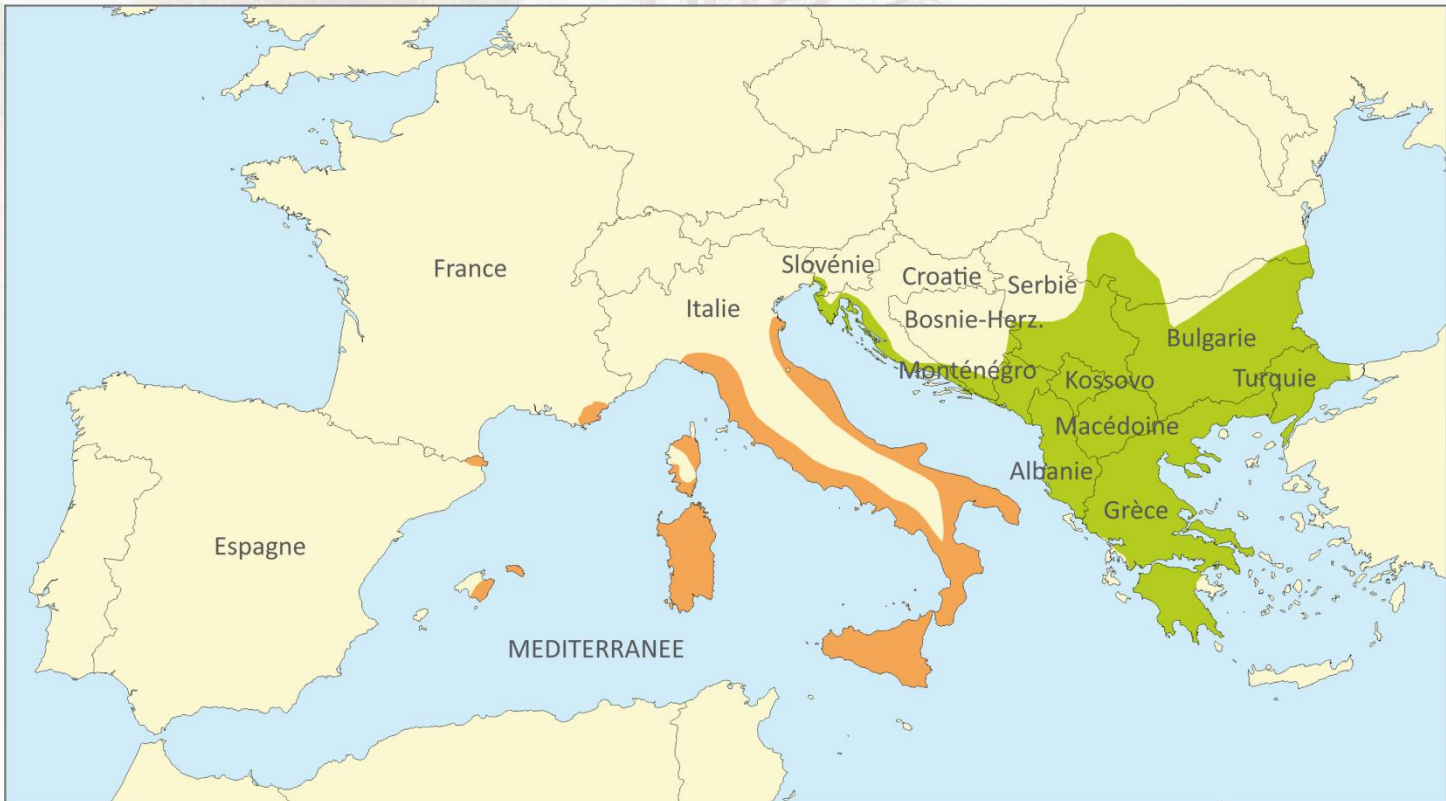 Slovénie
France
Croatie
Serbie
Italie
Bosnie-Herz.
Bulgarie
Monténégro
Kossovo
Turquie
Macédoine
Albanie
Grèce
Espagne
MEDITERRANEE